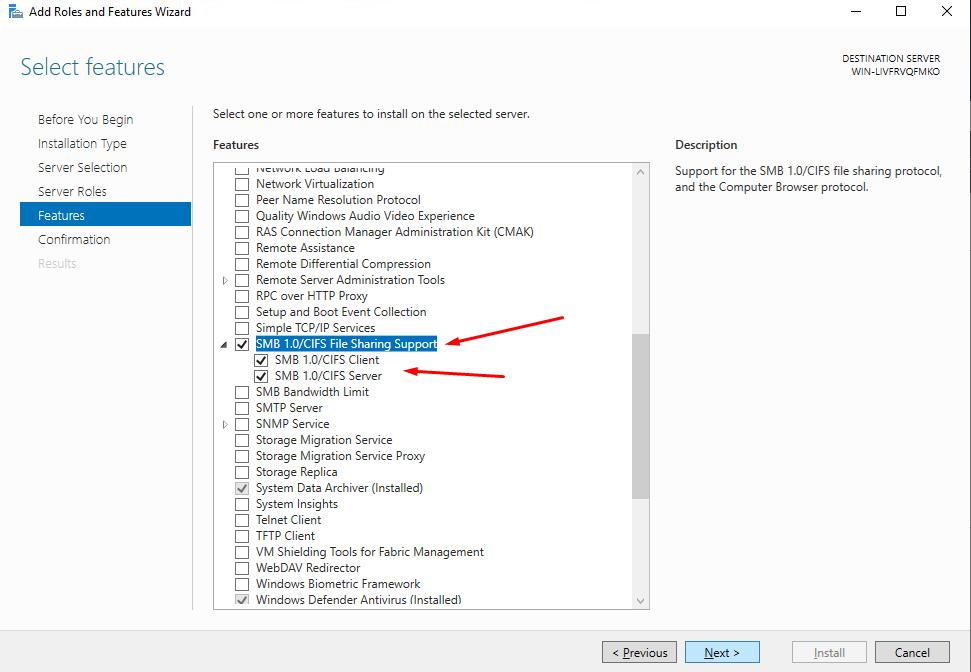 Add Roles and Features Wizard
Select features
DESTINATION SERVER
WIN-LIVFRVQFMKO
Before You Begin
Installation Type
Server Selection
Server Roles
Features
Confirmation
Results
Select one or more features to install on the selected server.
Features
Network Load Balancing
Network Virtualization
Peer Name Resolution Protocol
Quality Windows Audio Video Experience
RAS Connection Manager Administration Kit (CMAK)
Remote Assistance
Remote Differential Compression
Remote Server Administration Tools
RPC over HTTP Proxy
Setup and Boot Event Collection
Simple TCP/IP Services
SMB 1.0/CIFS File Sharing Support
SMB 1.0/CIFS Client
SMB 1.0/CIFS Server
SMB Bandwidth Limit
SMTP Server
SNMP Service
Storage Migration Service
Storage Migration Service Proxy
Storage Replica
System Data Archiver (Installed)
System Insights
Telnet Client
TFTP Client
VM Shielding Tools for Fabric Management
WebDAV Redirector
Windows Biometric Framework
Windows Defender Antivirus (Installed)
Description
Support for the SMB 1.0/CIFS file sharing protocol,
and the Computer Browser protocol.
< Previous
Next >
Install
Cancel